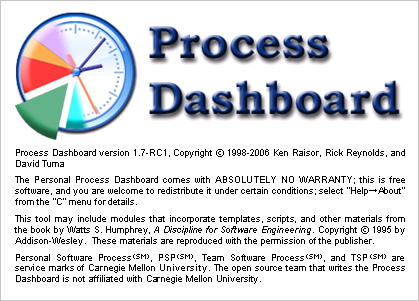 Process
Dashboard
Process Dashboard version 1.7-RC1, Copyright © 1998-2006 Ken Raisor, Rick Reynolds, and
David Tuma
The Personal Process Dashboard comes with ABSOLUTELY NO WARRANTY; this is free
software, and you are welcome to redistribute it under certain conditions; select "Help→About"
from the "C" menu for details.
This tool may include modules that incorporate templates, scripts, and other materials from
the book by Watts S. Humphrey, A Discipline for Software Engineering. Copyright © 1995 by
Addison-Wesley. These materials are reproduced with the permission of the publisher.
Personal Software Process(SM), PSP(SM), Team Software Process(SM), and TSP(SM) are
service marks of Carnegie Mellon University. The open source team that writes the Process
Dashboard is not affiliated with Carnegie Mellon University.